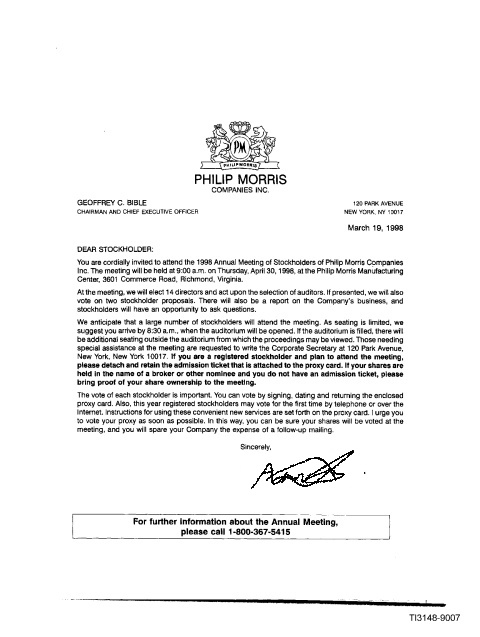 PM
PHILIP MORRIS
PHILIP MORRIS
COMPANIES INC.
GEOFFREY C. BIBLE
CHAIRMAN AND CHIEF EXECUTIVE OFFICER
120 PARK AVENUE
NEW YORK, NY 10017
March 19, 1998
DEAR STOCKHOLDER:
You are cordially invited to attend the 1998 Annual Meeting of Stockholders of Philip Morris Companies
Inc. The meeting will be held at 9:00 a.m. on Thursday, April 30, 1998, at the Philip Morris Manufacturing
Center, 3601 Commerce Road, Richmond, Virginia.
At the meeting, we will elect 14 directors and act upon the selection of auditors. If presented, we will also
vote on two stockholder proposals. There will also be a report on the Company's business, and
stockholders will have an opportunity to ask questions.
We anticipate that a large number of stockholders will attend the meeting. As seating is limited, we
suggest you arrive by 8:30 a.m., when the auditorium will be opened. If the auditorium is filled, there will
be additional seating outside the auditorium from which the proceedings may be viewed. Those needing
special assistance at the meeting are requested to write the Corporate Secretary at 120 Park Avenue,
New York, New York 10017. If you are a registered stockholder and plan to attend the meeting,
please detach and retain the admission ticket that is attached to the proxy card. If your shares are
held in the name of a broker or other nominee and you do not have an admission ticket, please
bring proof of your share ownership to the meeting.
The vote of each stockholder is important. You can vote by signing, dating and returning the enclosed
proxy card. Also, this year registered stockholders may vote for the first time by telephone or over the
Internet. Instructions for using these convenient new services are set forth on the proxy card. I urge you
to vote your proxy as soon as possible. In this way, you can be sure your shares will be voted at the
meeting, and you will spare your Company the expense of a follow-up mailing.
Sincerely,
For further information about the Annual Meeting,
please call 1-800-367-5415
TI3148-9007